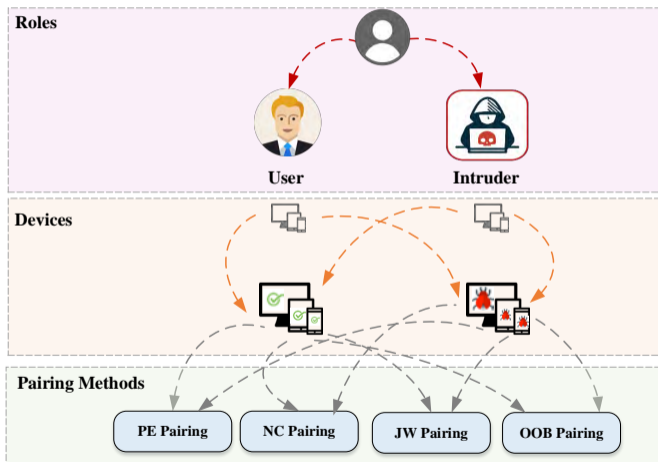 Roles
User
Intruder
Devices
Pairing Methods
PE Pairing
NC Pairing
JW Pairing
OOB Pairing